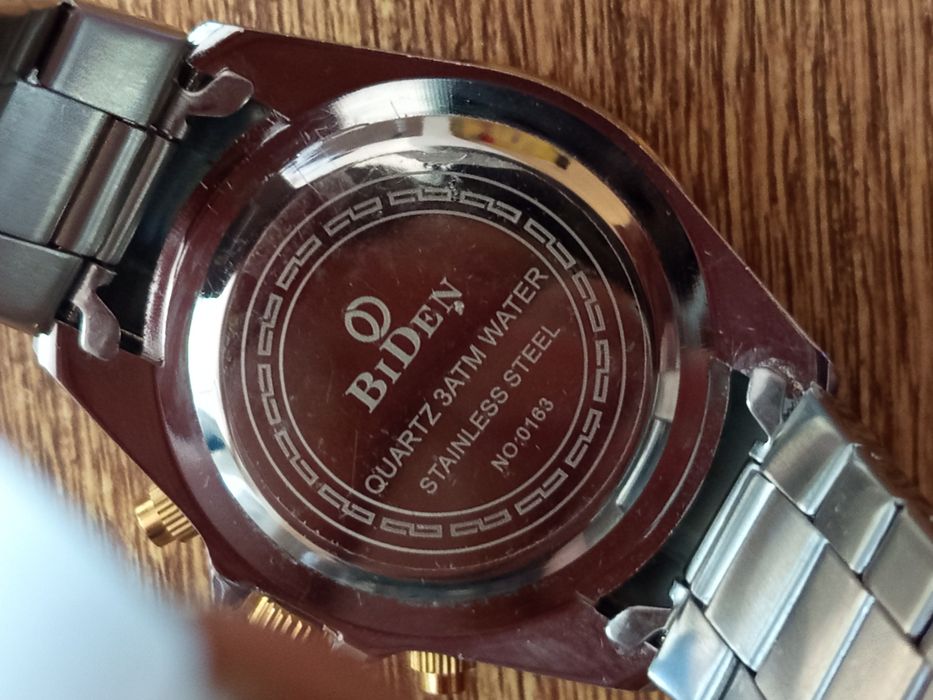 BIDEN
QUARTZ 3ATM WATER
STAINLESS STEEL
NO:0163